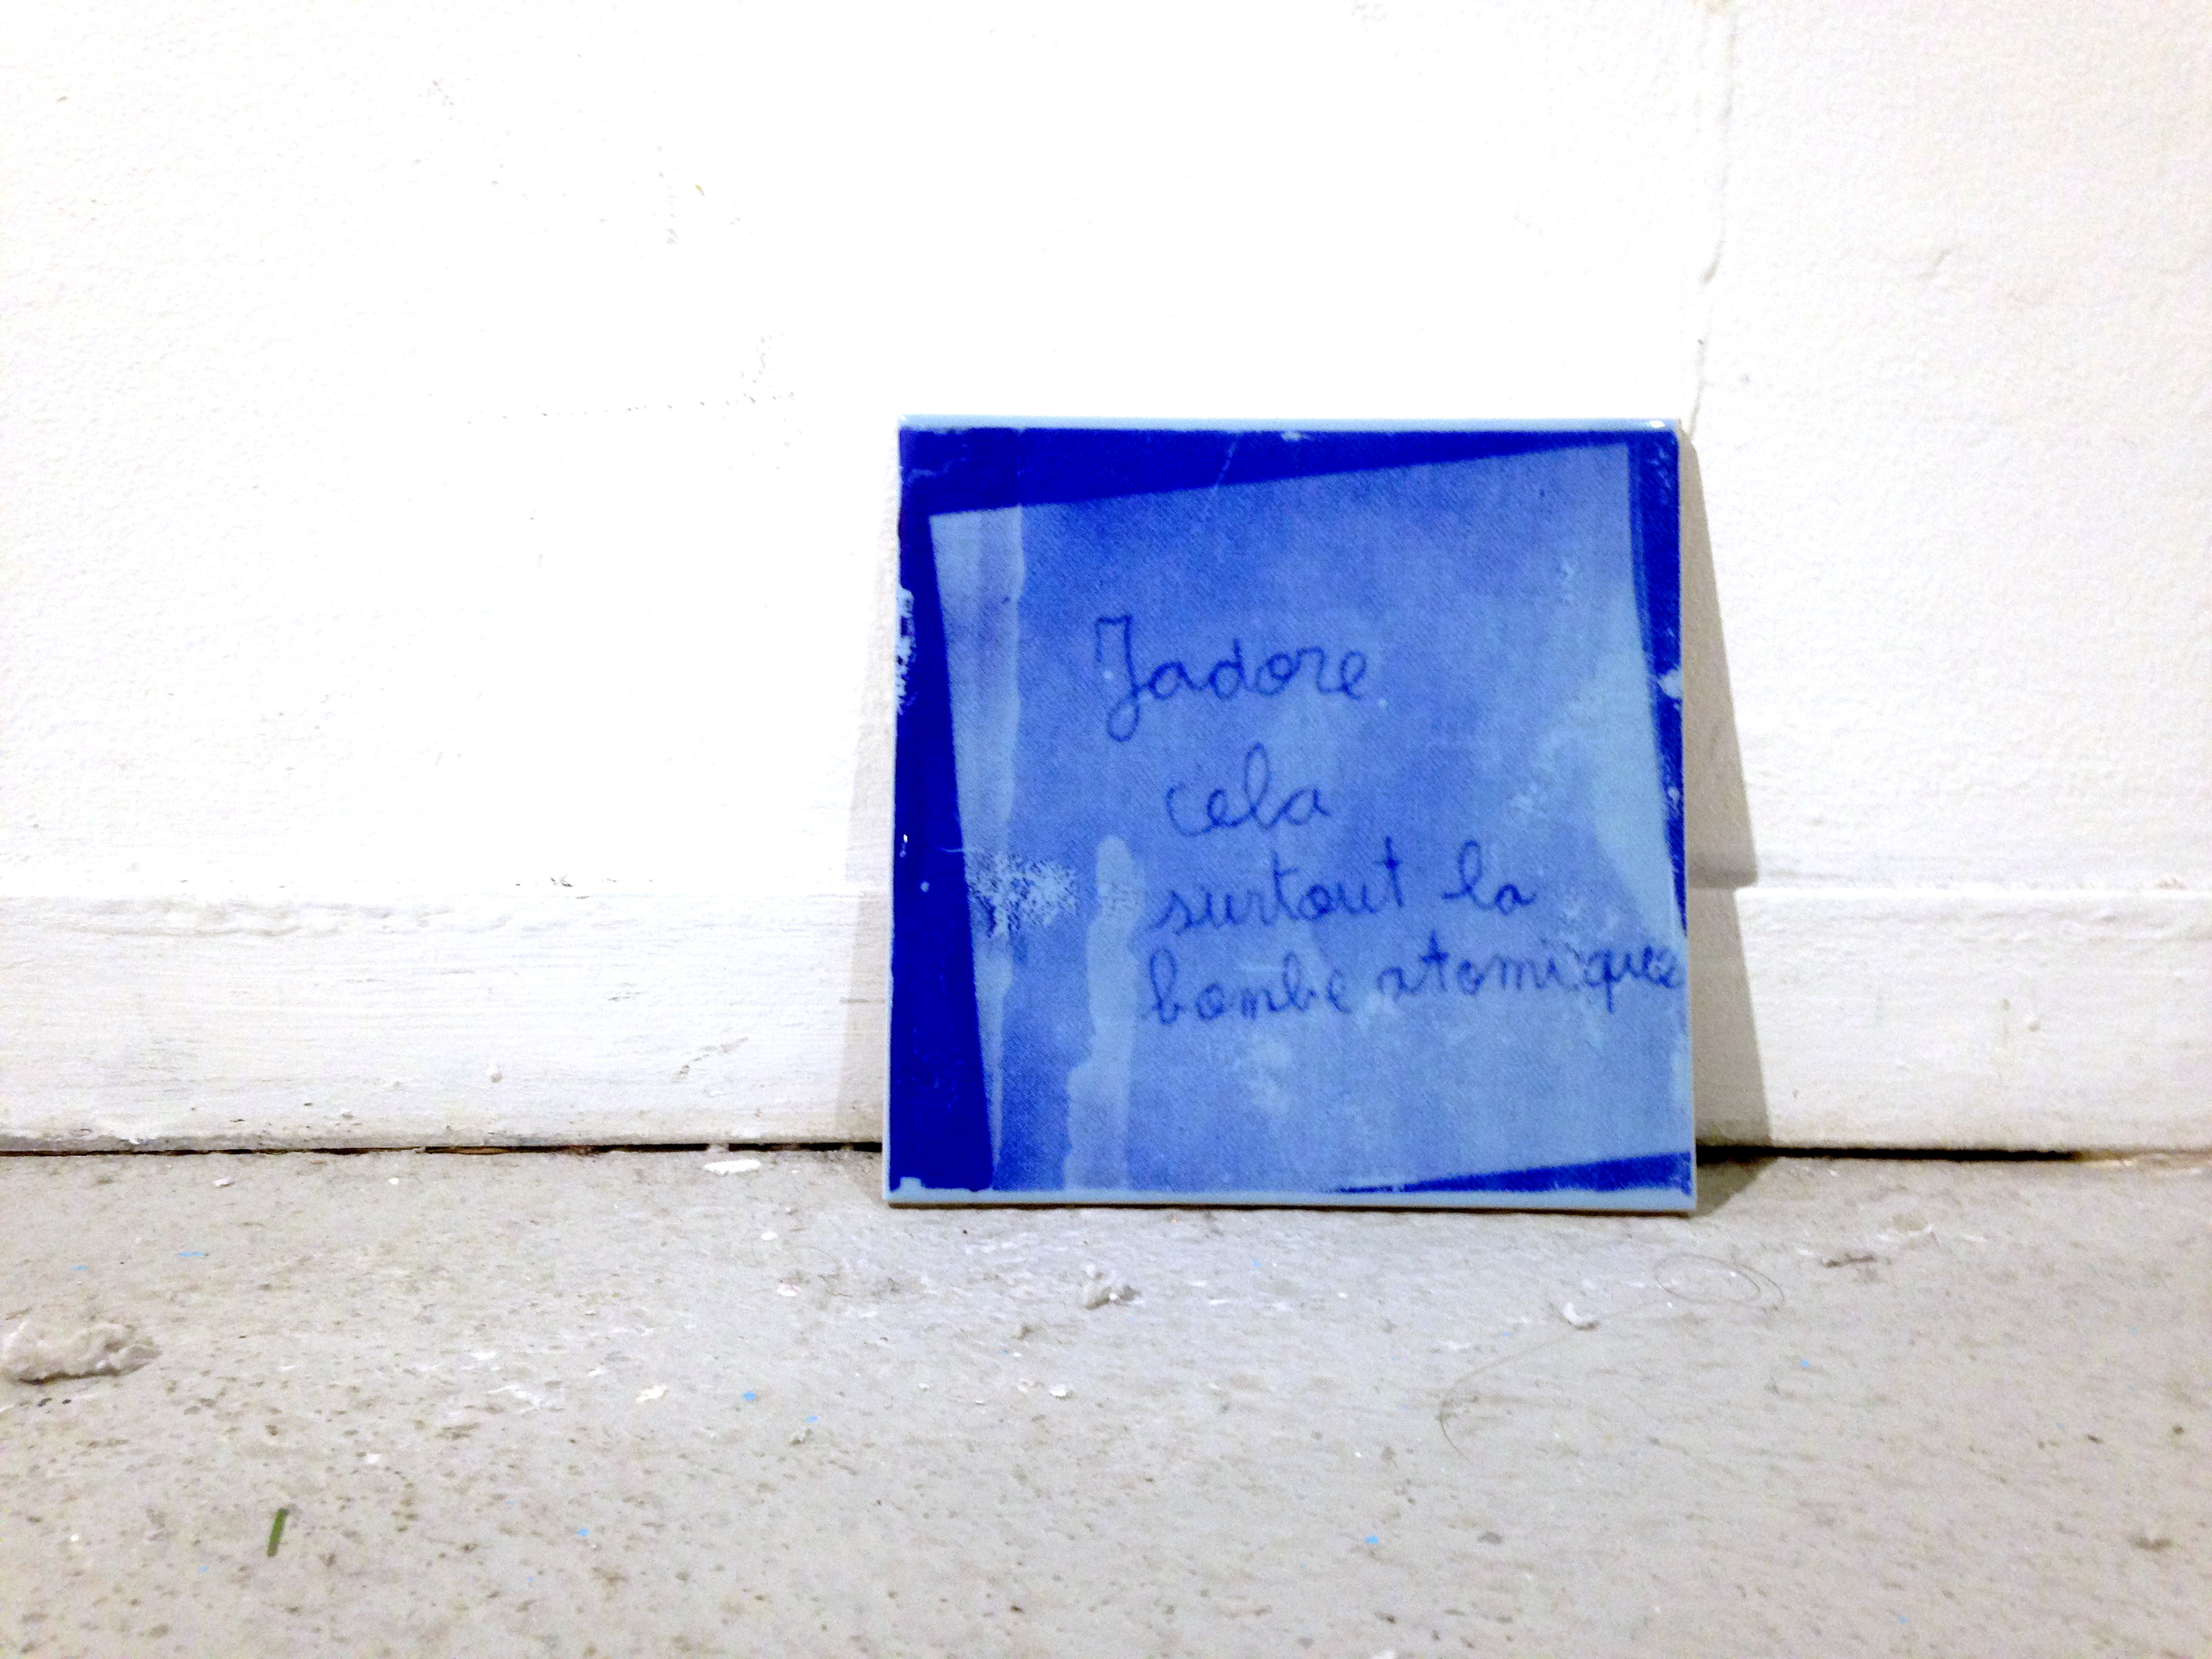 Jadore
cela
surtout la
bombe atomique